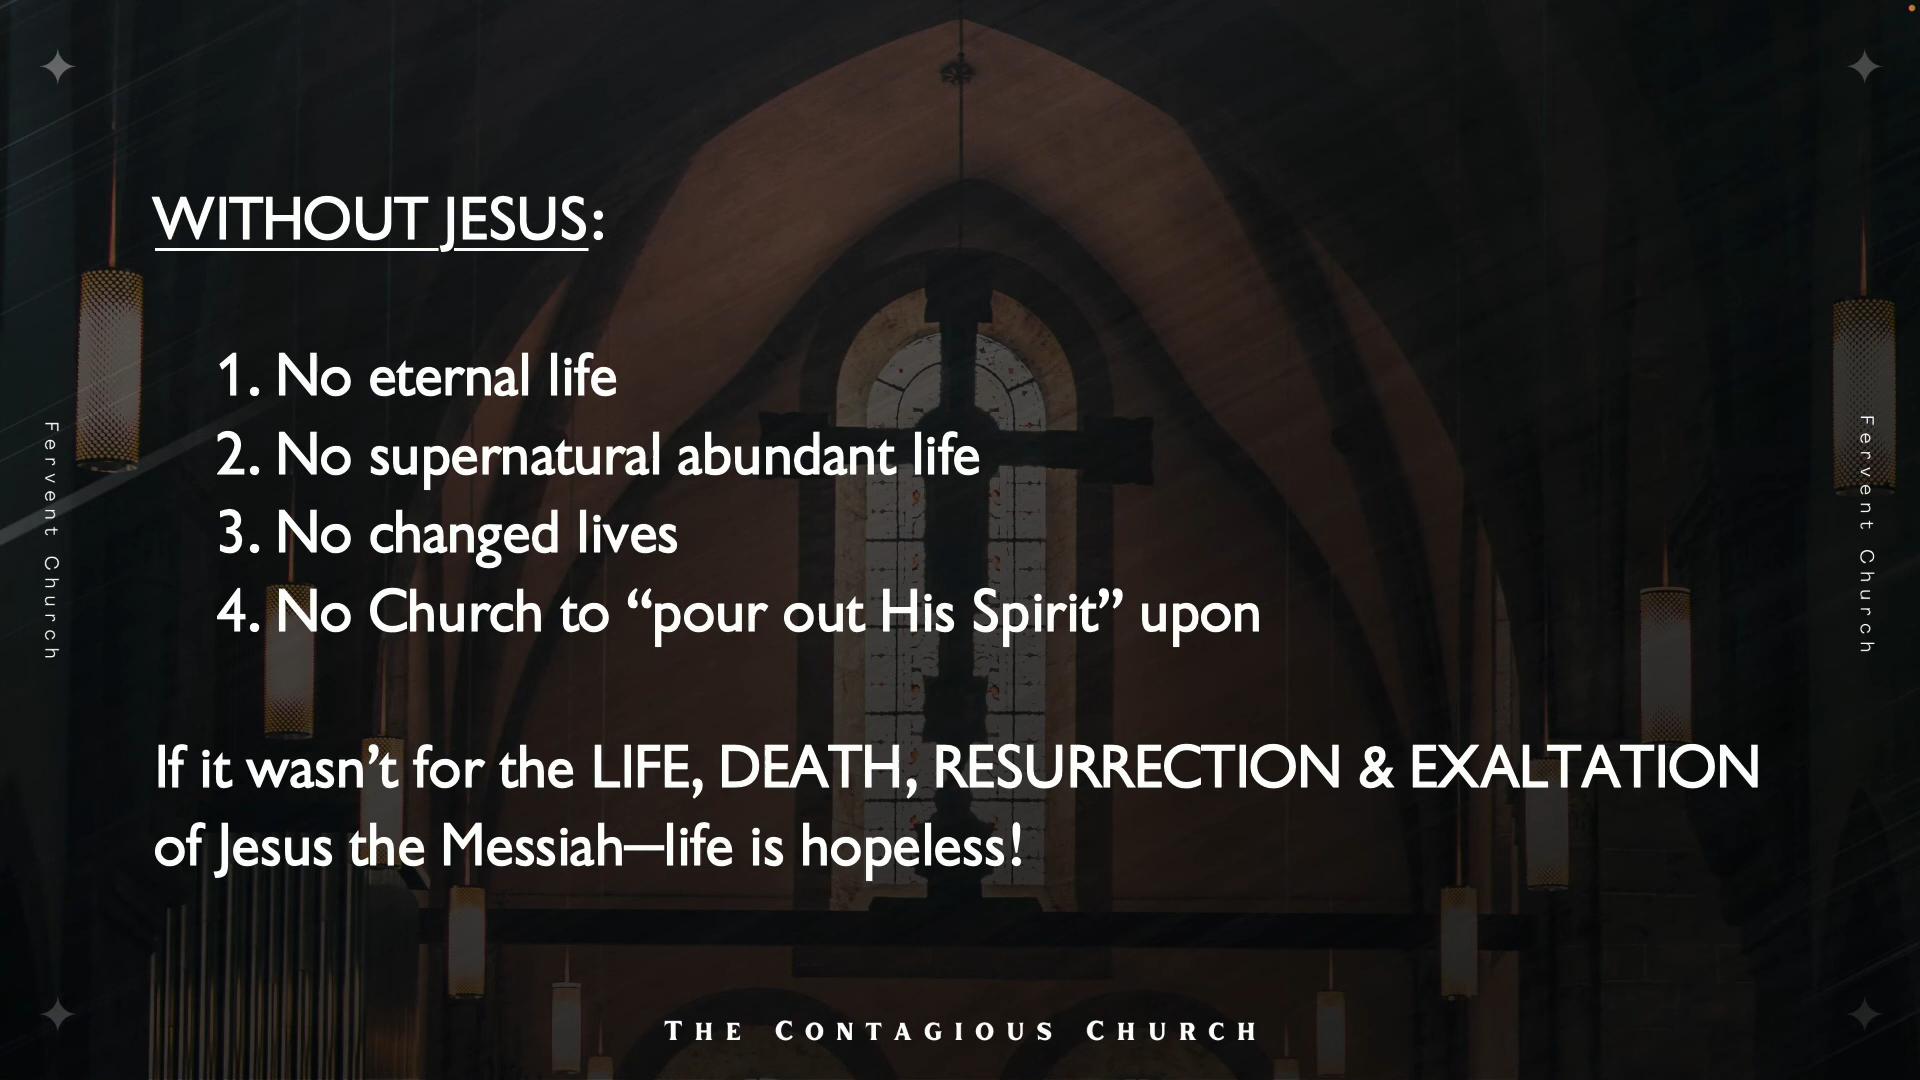 WITHOUT JESUS:
1. No eternal life
2. No supernatural abundant life
3. No changed lives
4. No Church to “pour out His Spirit” upon
If it wasn’t for the LIFE, DEATH, RESURRECTION & EXALTATION
of Jesus the Messiah—life is hopeless!
Fervent Church
Fervent Church
THE CONTAGIOUS CHURCH